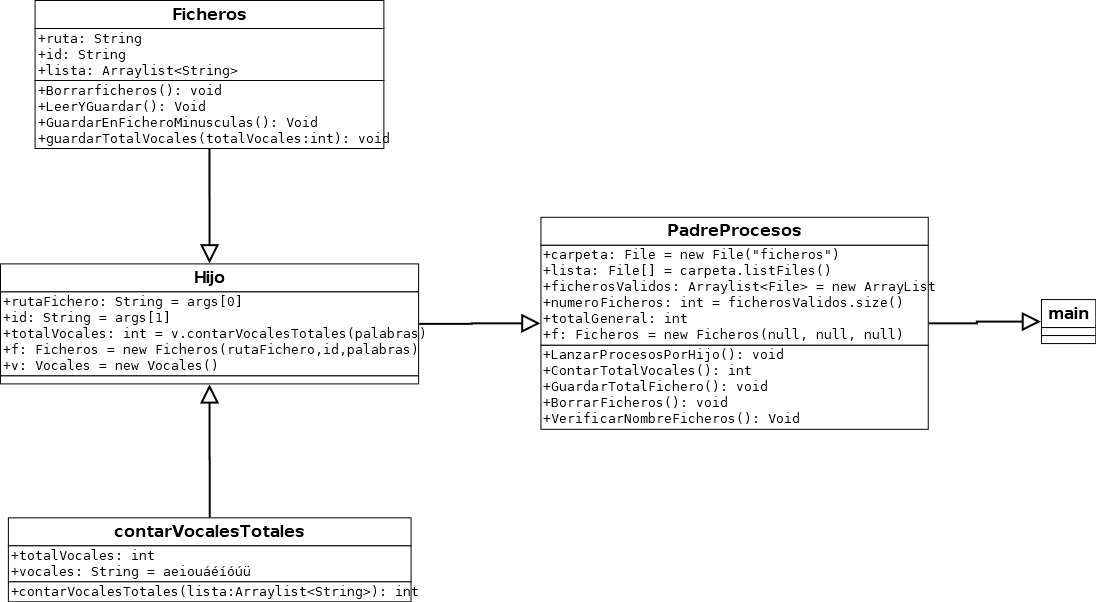 Ficheros
+ruta: String
+id: String
+lista: Arraylist<String>
+Borrarficheros(): void
+LeerYGuardar(): Void
+GuardarEnFicheroMinusculas(): Void
+guardarTotalVocales(totalVocales:int): void
Hijo
+rutaFichero: String = args[0]
+id: String = args[1]
+totalVocales: int = v.contarVocalesTotales(palabras)
+f: Ficheros = new Ficheros(rutaFichero,id,palabras)
+v: Vocales = new Vocales()
PadreProcesos
+carpeta: File = new File("ficheros")
+lista: File[] = carpeta.listFiles()
+ficherosValidos: Arraylist<File> = new ArrayList
+numeroFicheros: int = ficherosValidos.size()
+totalGeneral: int
+f: Ficheros = new Ficheros(null, null, null)
+LanzarProcesosPorHijo(): void
+ContarTotalVocales(): int
+GuardarTotalFichero(): void
+BorrarFicheros(): void
+VerificarNombreFicheros(): Void
main
contarVocalesTotales
+totalVocales: int
+vocales: String = aeiouáéíóúü
+contarVocalesTotales(lista:Arraylist<String>): int